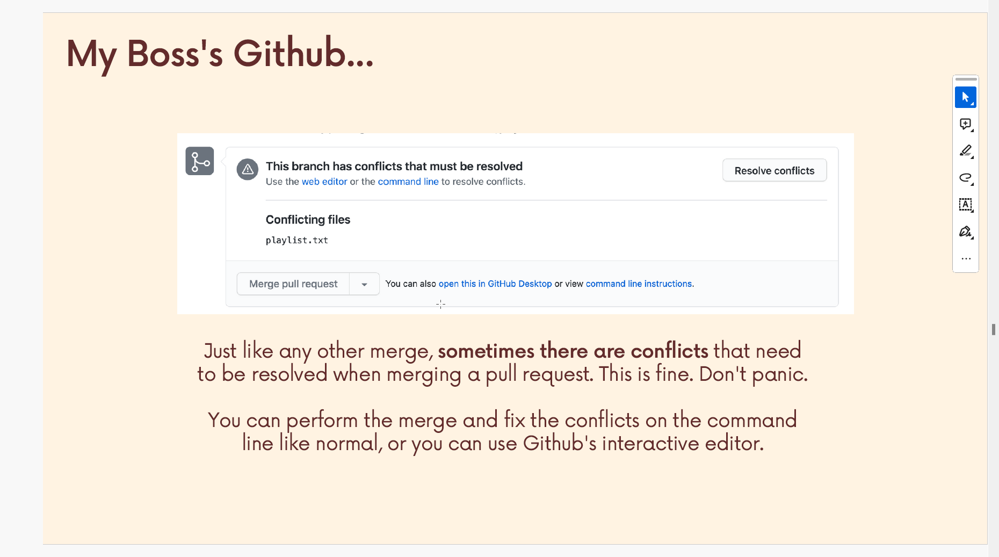 My Boss's Github...
This branch has conflicts that must be resolved
Resolve conflicts
Use the web editor or the command line to resolve conflicts.
Conflicting files
playlist.txt
Merge pull request
You can also open this in GitHub Desktop or view command line instructions.
Just like any other merge, sometimes there are conflicts that need
to be resolved when merging a pull request. This is fine. Don't panic.
You can perform the merge and fix the conflicts on the command
line like normal, or you can use Github's interactive editor.